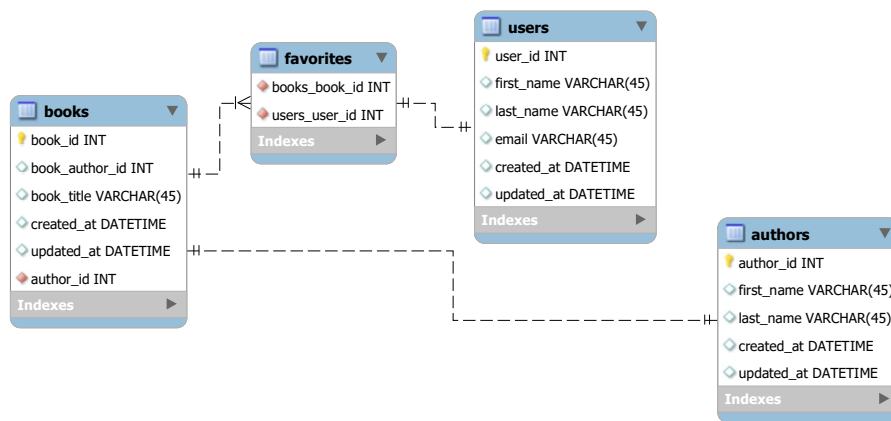 books
book_id INT
book_author_id INT
book_title VARCHAR(45)
created_at DATETIME
updated_at DATETIME
author_id INT
Indexes
favorites
books_book_id INT
users_user_id INT
Indexes
users
user_id INT
first_name VARCHAR(45)
last_name VARCHAR(45)
email VARCHAR(45)
created_at DATETIME
updated_at DATETIME
Indexes
authors
author_id INT
first_name VARCHAR(45)
last_name VARCHAR(45)
created_at DATETIME
updated_at DATETIME
Indexes